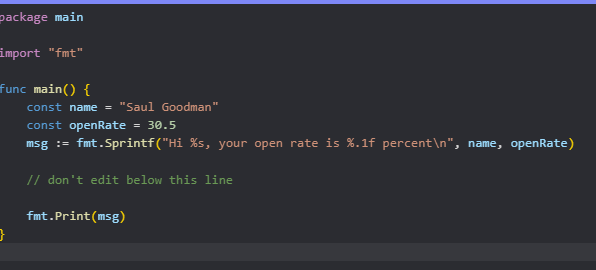 package main
import "fmt"
func main() {
const name = "Saul Goodman"
const openRate = 30.5
msg := fmt.Sprintf("Hi %s, your open rate is %.1f percent\n", name, openRate)
// don't edit below this line
fmt.Print(msg)
}